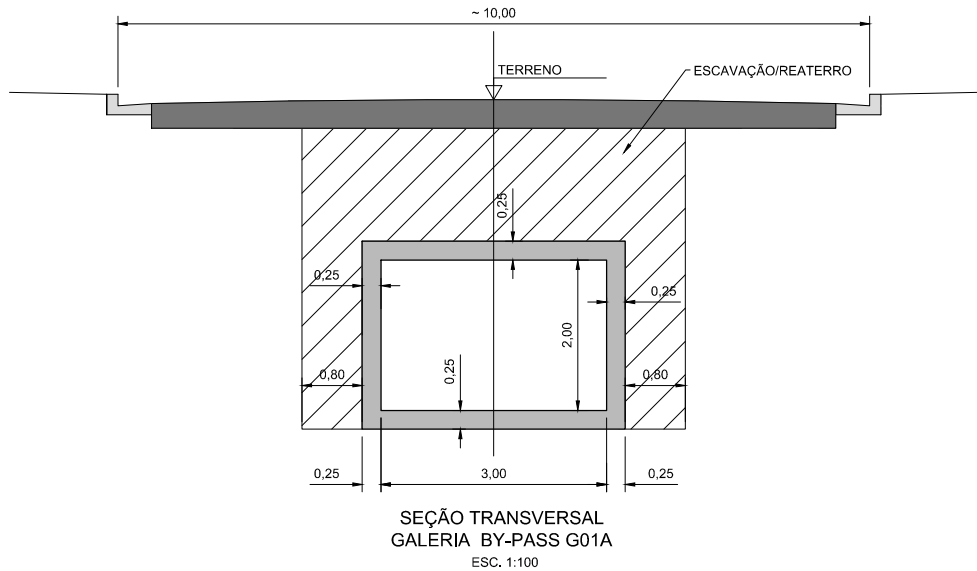 ~ 10,00
TERRENO
ESCAVAÇÃO/REATERRO
0,25
0,25
0,25
2,00
0,25
0,80
0,80
0,25
3,00
0,25
SEÇÃO TRANSVERSAL
GALERIA BY-PASS G01A
ESC. 1:100